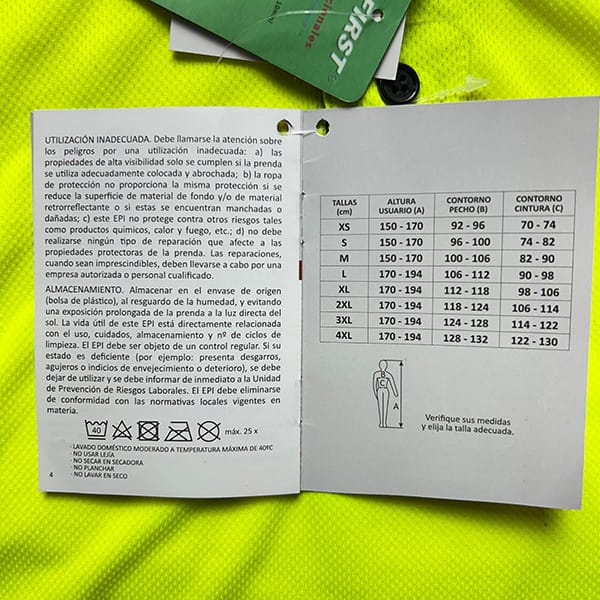 FIRST
UTILIZACIÓN INADECUADA. Debe llamarse la atención sobre
los peligros por una utilización inadecuada: a) las
propiedades de alta visibilidad solo se cumplen si la prenda
se utiliza adecuadamente colocada y abrochada; b) la ropa
de protección no proporciona la misma protección si se
reduce la superficie de material de fondo y/o de material
retrorreflectante o si estas se encuentran manchadas o
dañadas; c) este EPI no protege contra otros riesgos tales
como productos químicos, calor y fuego, etc.; d) no debe
realizarse ningún tipo de reparación que afecte a las
propiedades protectoras de la prenda. Las reparaciones,
cuando sean imprescindibles, deben llevarse a cabo por una
empresa autorizada o personal cualificado.
ALMACENAMIENTO. Almacenar en el envase de origen
(bolsa de plástico), al resguardo de la humedad, y evitando
una exposición prolongada de la prenda a la luz directa del
sol. La vida útil de este EPI está directamente relacionada
con el uso, cuidados, almacenamiento y nº de ciclos de
limpieza. El EPI debe ser objeto de un control regular. Si su
estado es deficiente (por ejemplo: presenta desgarros,
agujeros o indicios de envejecimiento o deterioro), se debe
dejar de utilizar y se debe informar de inmediato a la Unidad
de Prevención de Riesgos Laborales. El EPI debe eliminarse
de conformidad con las normativas locales vigentes en
materia.
40 máx. 25 x
· LAVADO DOMÉSTICO MODERADO A TEMPERATURA MÁXIMA DE 40ºC
· NO USAR LEJÍA
· NO SECAR EN SECADORA
· NO PLANCHAR
· NO LAVAR EN SECO
4
TALLAS (cm) ALTURA USUARIO (A) CONTORNO PECHO (B) CONTORNO CINTURA (C)
XS 150 - 170 92 - 96 70 - 74
S 150 - 170 96 - 100 74 - 82
M 150 - 170 100 - 106 82 - 90
L 170 - 194 106 - 112 90 - 98
XL 170 - 194 112 - 118 98 - 106
2XL 170 - 194 118 - 124 106 - 114
3XL 170 - 194 124 - 128 114 - 122
4XL 170 - 194 128 - 132 122 - 130
B
C
A
Verifique sus medidas
y elija la talla adecuada.